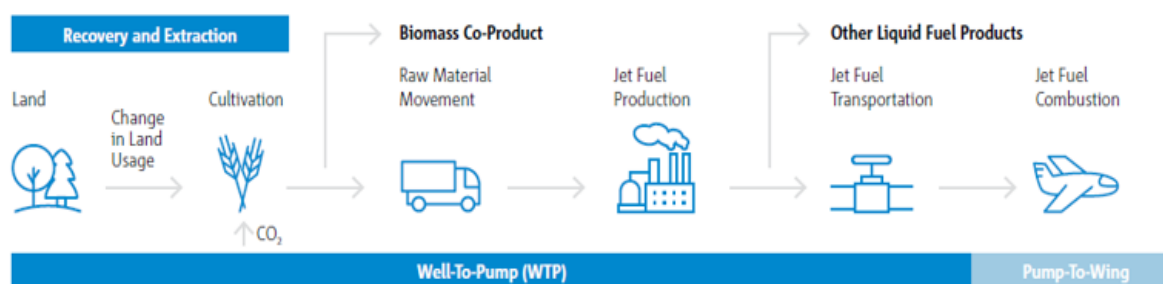 Recovery and Extraction
Biomass Co-Product
Other Liquid Fuel Products
Land
Change
in Land
Usage
Cultivation
CO₂
Raw Material
Movement
Jet Fuel
Production
Jet Fuel
Transportation
Jet Fuel
Combustion
Well-To-Pump (WTP)
Pump-To-Wing